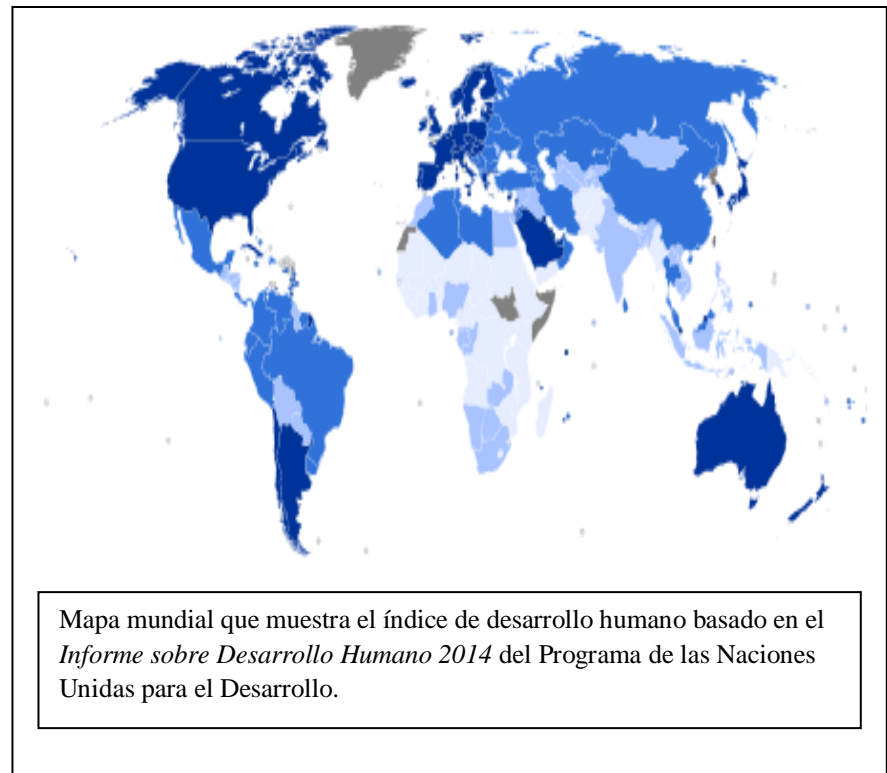 Mapa mundial que muestra el índice de desarrollo humano basado en el
Informe sobre Desarrollo Humano 2014 del Programa de las Naciones
Unidas para el Desarrollo.